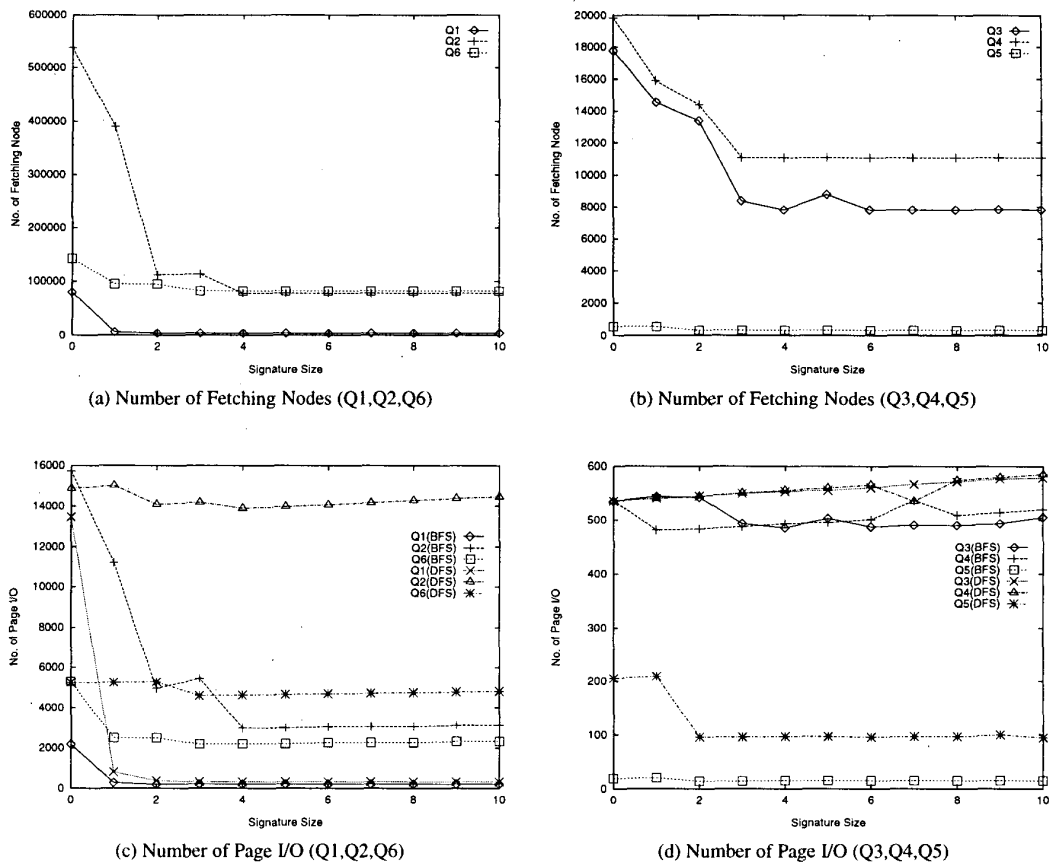 600000
500000
400000
300000
200000
100000
0
No. of Fetching Node
Q1
Q2
Q6
0 2 4 6 8 10
Signature Size
(a) Number of Fetching Nodes (Q1,Q2,Q6)
20000
18000
16000
14000
12000
10000
8000
6000
4000
2000
0
No. of Fetching Node
Q3
Q4
Q5
0 2 4 6 8 10
Signature Size
(b) Number of Fetching Nodes (Q3,Q4,Q5)
16000
14000
12000
10000
8000
6000
4000
2000
0
No. of Page I/O
Q1(BFS)
Q2(BFS)
Q6(BFS)
Q1(DFS)
Q2(DFS)
Q6(DFS)
0 2 4 6 8 10
Signature Size
(c) Number of Page I/O (Q1,Q2,Q6)
600
500
400
300
200
100
0
No. of Page I/O
Q3(BFS)
Q4(BFS)
Q5(BFS)
Q3(DFS)
Q4(DFS)
Q5(DFS)
0 2 4 6 8 10
Signature Size
(d) Number of Page I/O (Q3,Q4,Q5)